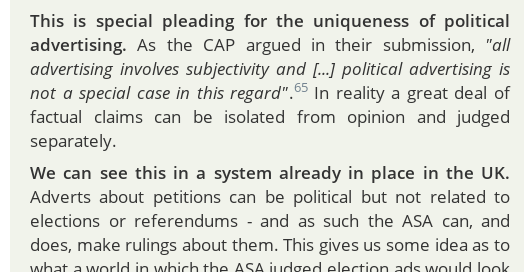 This is special pleading for the uniqueness of political
advertising. As the CAP argued in their submission, "all
advertising involves subjectivity and [...] political advertising is
not a special case in this regard".65 In reality a great deal of
factual claims can be isolated from opinion and judged
separately.
We can see this in a system already in place in the UK.
Adverts about petitions can be political but not related to
elections or referendums - and as such the ASA can, and
does, make rulings about them. This gives us some idea as to
what a world in which the ASA judged election ads would look